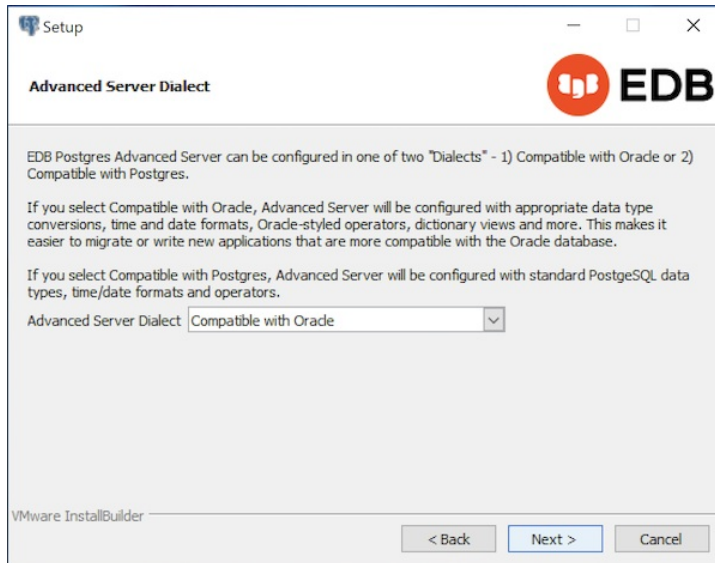 Setup
Advanced Server Dialect
EDB
EDB Postgres Advanced Server can be configured in one of two "Dialects" - 1) Compatible with Oracle or 2)
Compatible with Postgres.
If you select Compatible with Oracle, Advanced Server will be configured with appropriate data type
conversions, time and date formats, Oracle-styled operators, dictionary views and more. This makes it
easier to migrate or write new applications that are more compatible with the Oracle database.
If you select Compatible with Postgres, Advanced Server will be configured with standard PostgeSQL data
types, time/date formats and operators.
Advanced Server Dialect Compatible with Oracle
VMware InstallBuilder
< Back Next > Cancel